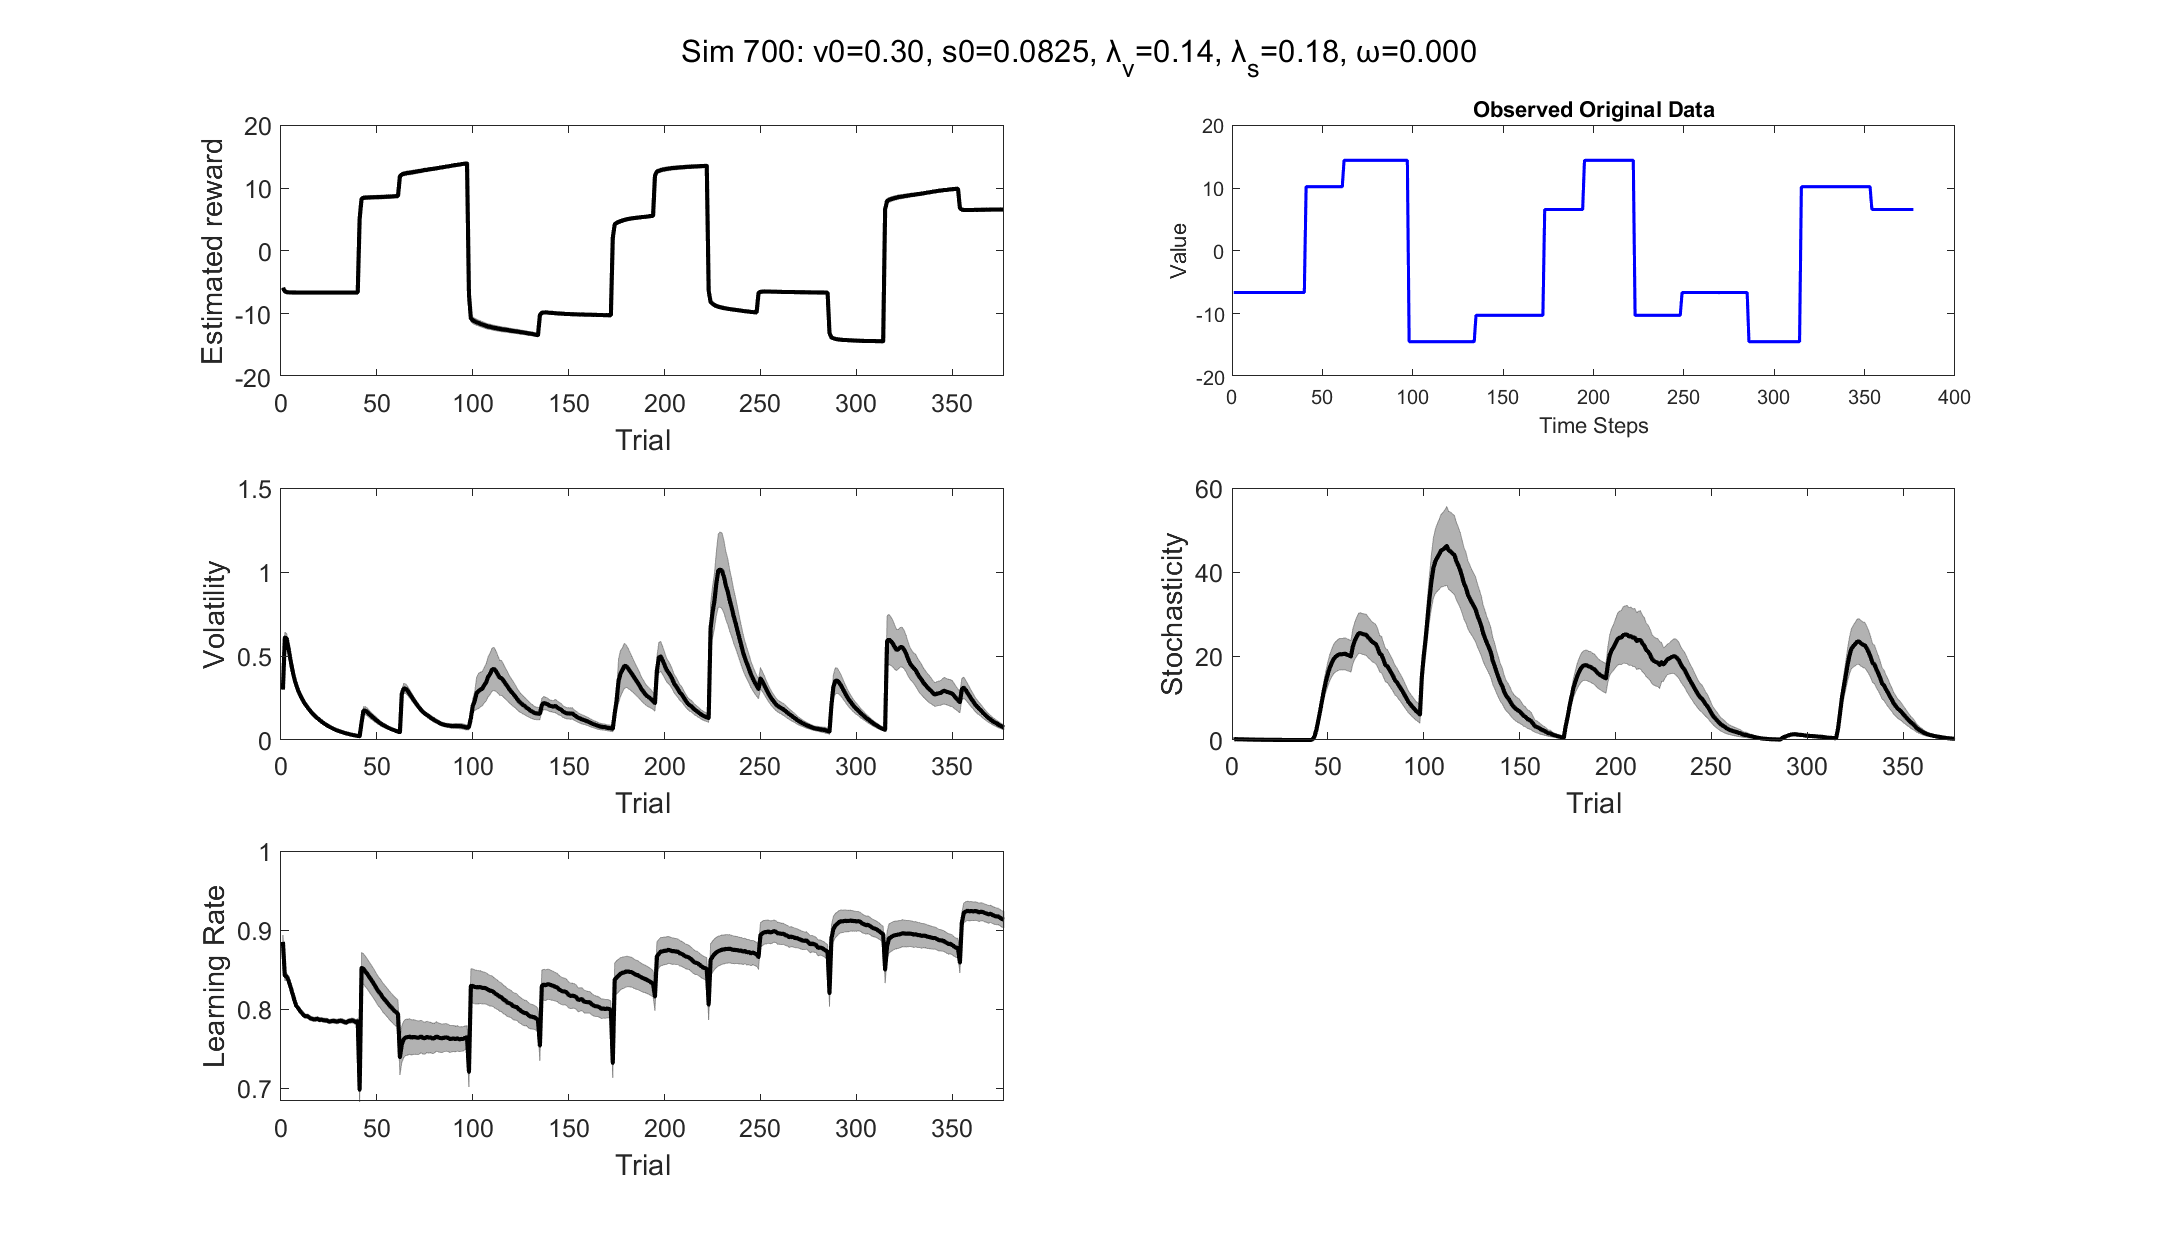 Sim 700: v0=0.30, s0=0.0825, λv=0.14, λs=0.18, ω=0.000
Estimated reward
20
10
0
-10
-20
0 50 100 150 200 250 300 350
Trial
Observed Original Data
Value
20
10
0
-10
-20
0 50 100 150 200 250 300 350 400
Time Steps
Volatility
1.5
1
0.5
0
0 50 100 150 200 250 300 350
Trial
Stochasticity
60
40
20
0
0 50 100 150 200 250 300 350
Trial
Learning Rate
1
0.9
0.8
0.7
0 50 100 150 200 250 300 350
Trial